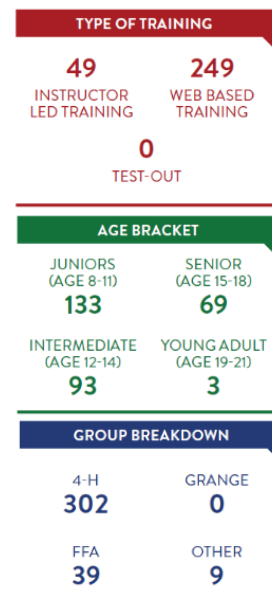 TYPE OF TRAINING
49 249
INSTRUCTOR WEB BASED
LED TRAINING TRAINING
0
TEST-OUT
AGE BRACKET
JUNIORS SENIOR
(AGE 8-11) (AGE 15-18)
133 69
INTERMEDIATE YOUNG ADULT
(AGE 12-14) (AGE 19-21)
93 3
GROUP BREAKDOWN
4-H GRANGE
302 0
FFA OTHER
39 9